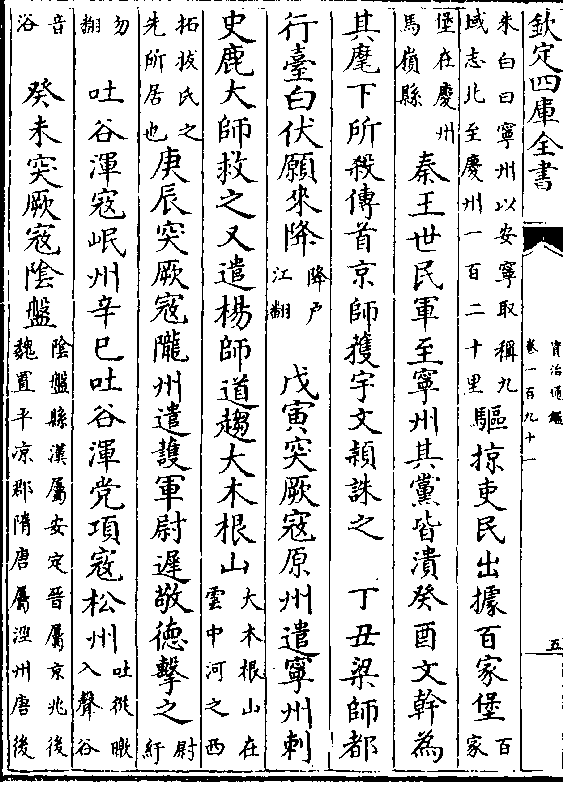 欽定四庫全書
資治通鑑
卷一百九十一
五
朱白曰寧州以安寧取稱九
域志北至慶州一百二十里
驅掠吏民出據百家堡
百
家
堡在慶州
馬嶺縣
秦王世民軍至寧州其黨皆潰癸酉文幹為
其麾下所殺傳首京師獲宇文頴誅之　丁丑梁師都
行臺白伏願來降
降户
江翻
戊寅突厥寇原州遣寧州刺
史鹿大師救之又遣楊師道趨大木根山
大木根山在
雲中河之西
拓拔氏之
先所居也
庚辰突厥寇隴州遣護軍尉遲敬德擊之
尉
紆
勿
翻
吐谷渾寇岷州辛巳吐谷渾党項寇松州
吐從暾
入聲谷
音
浴
癸未突厥寇陰盤
陰盤縣漢屬安定晉屬京兆後
魏置平凉郡隋唐屬涇州唐後